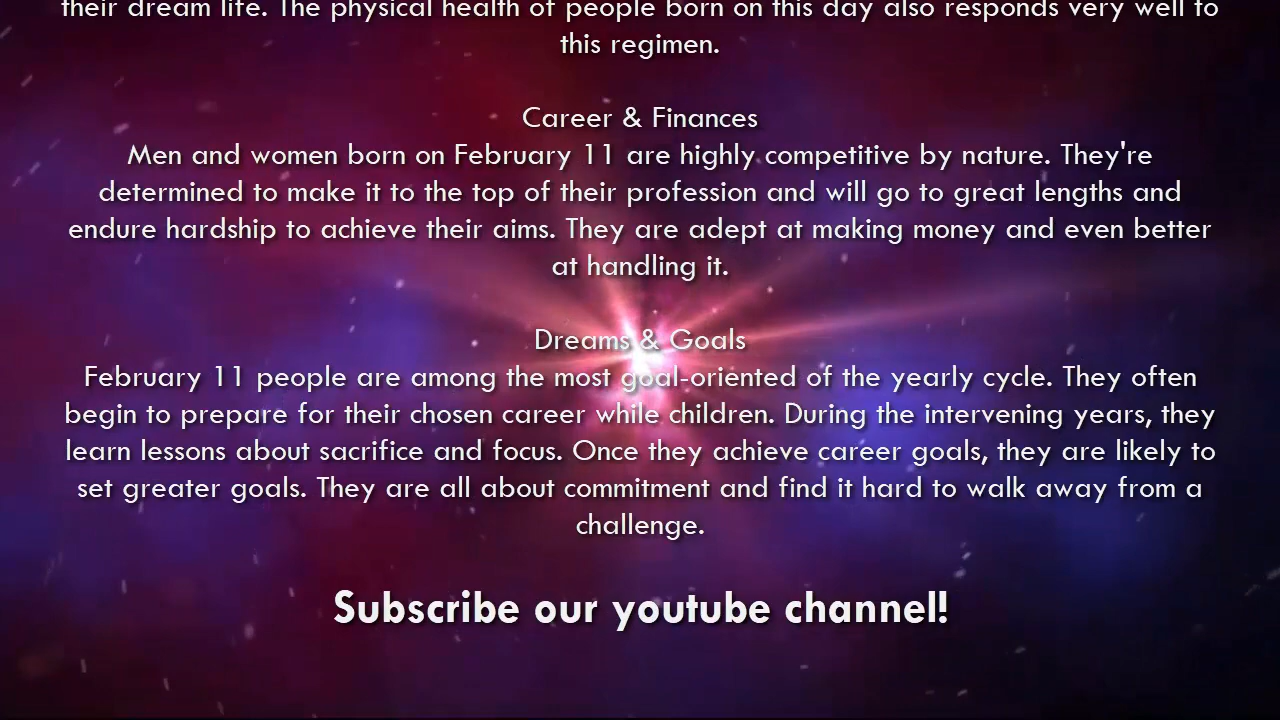 their dream life. The physical health of people born on this day also responds very well to
this regimen.
Career & Finances
Men and women born on February 11 are highly competitive by nature. They're
determined to make it to the top of their profession and will go to great lengths and
endure hardship to achieve their aims. They are adept at making money and even better
at handling it.
Dreams & Goals
February 11 people are among the most goal-oriented of the yearly cycle. They often
begin to prepare for their chosen career while children. During the intervening years, they
learn lessons about sacrifice and focus. Once they achieve career goals, they are likely to
set greater goals. They are all about commitment and find it hard to walk away from a
challenge.
Subscribe our youtube channel!